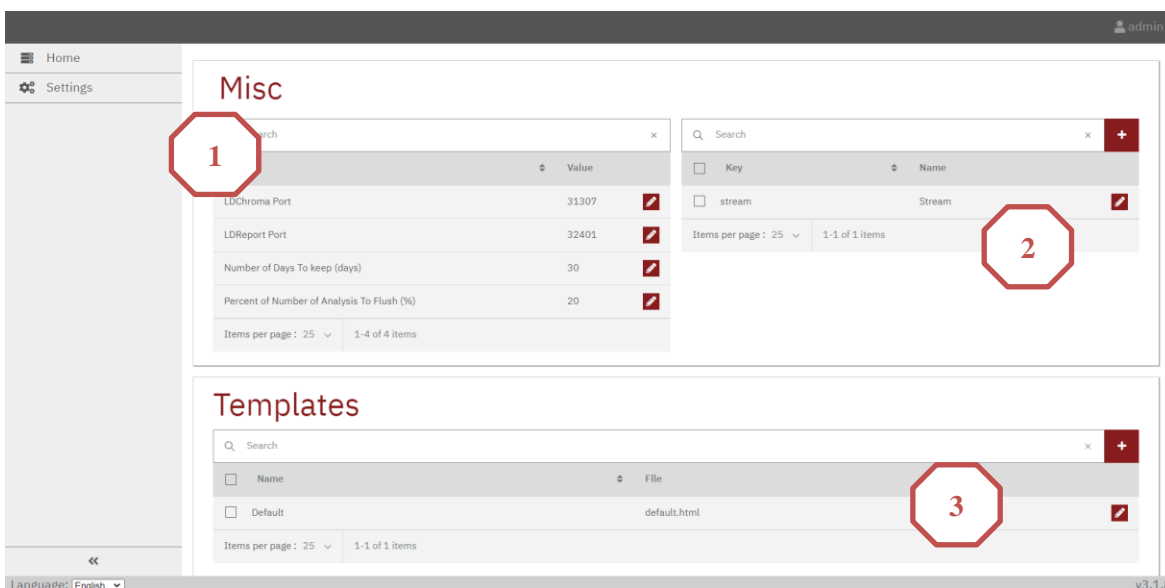 admin
Home
Settings
Misc
1
Value
LDChroma Port 31307
LDReport Port 32401
Number of Days To keep (days) 30
Percent of Number of Analysis To Flush (%) 20
Items per page : 25 1-4 of 4 items
Search
Key Name
stream Stream
Items per page : 25 1-1 of 1 items
2
Templates
Search
Name File
Default default.html
3
Items per page : 25 1-1 of 1 items
Language: English